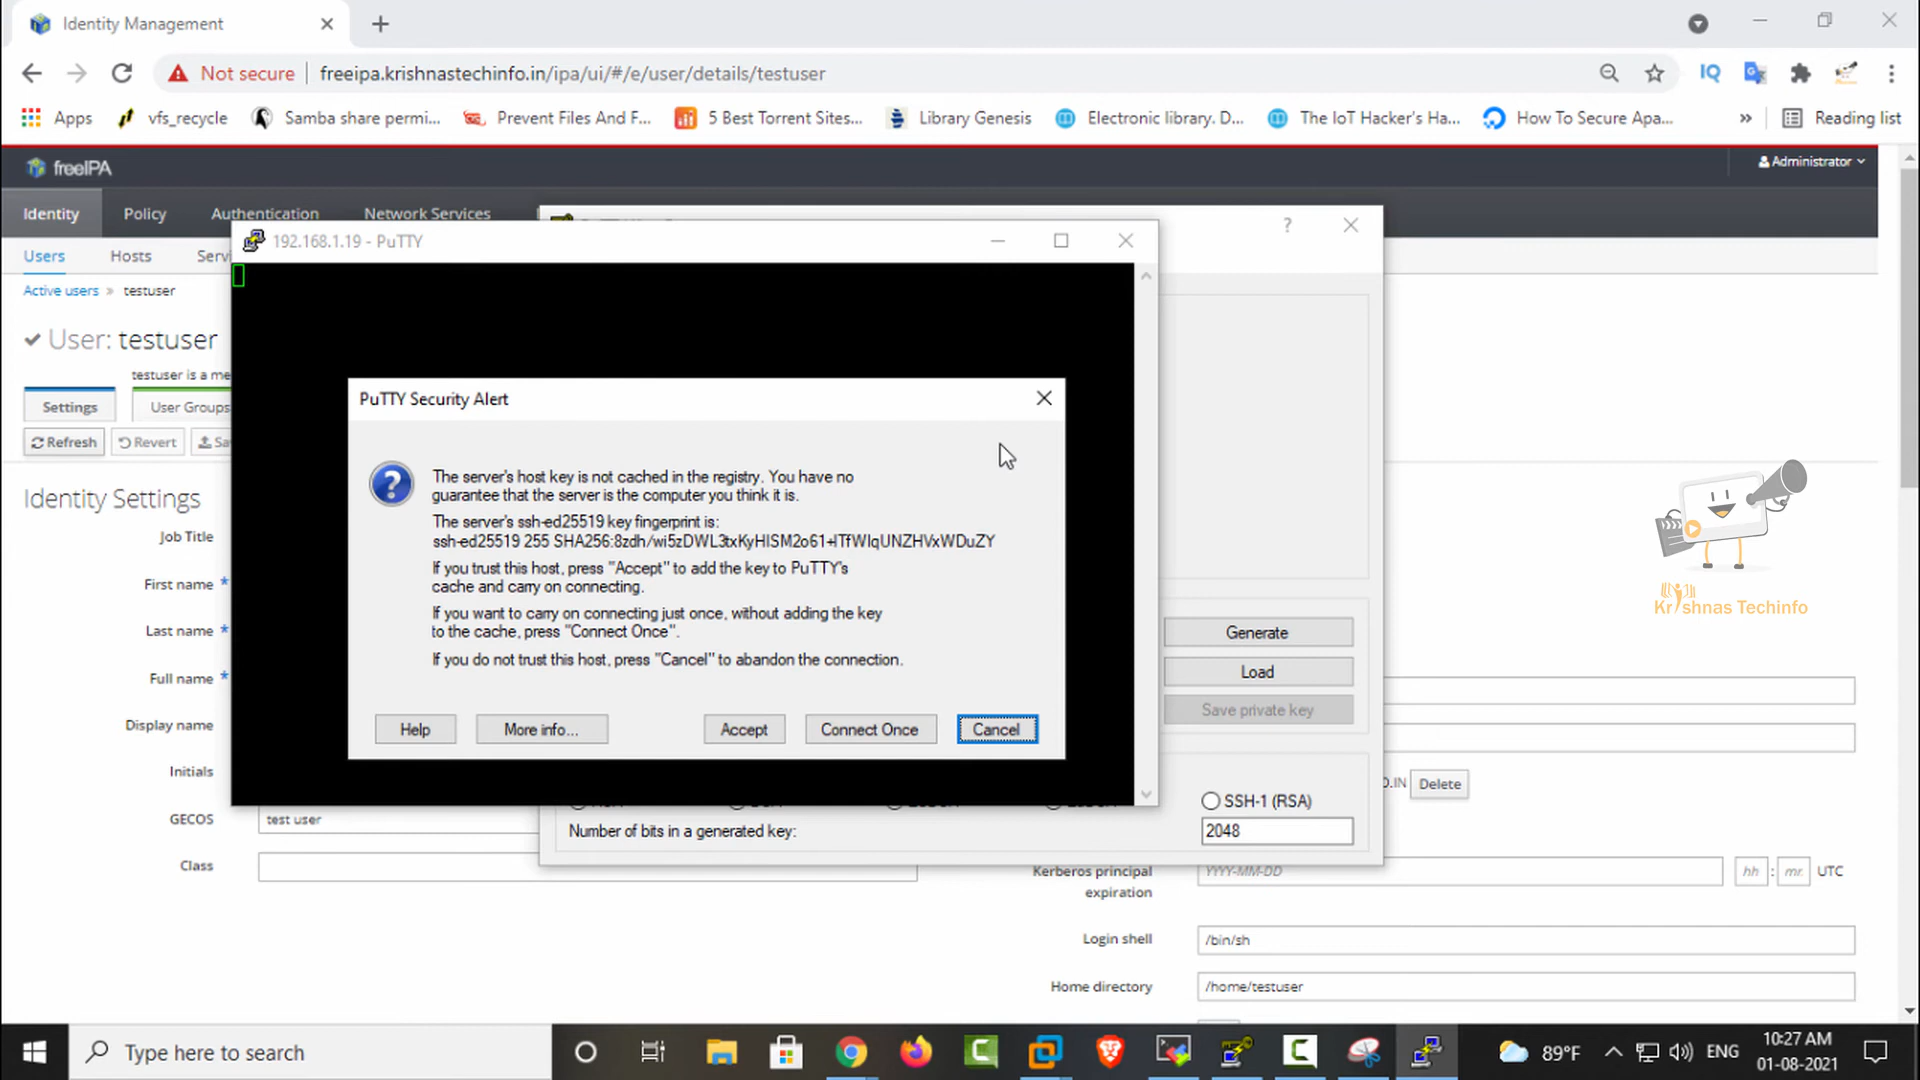 Identity Management
Not secure
freeipa.krishnastechinfo.in/ipa/ui/#/e/user/details/testuser
Apps
vfs_recycle
Samba share permi...
Prevent Files And F...
5 Best Torrent Sites...
Library Genesis
Electronic library. D...
The IoT Hacker's Ha...
How To Secure Apa...
»
Reading list
freeIPA
Administrator
Identity
Policy
Authentication
Network Services
Users
Hosts
Servi
Active users » testuser
User: testuser
testuser is a me
Settings
User Groups
Refresh
Revert
Sa
Identity Settings
Job Title
First name *
Last name *
Full name *
Display name
Initials
GECOS
test user
Class
192.168.1.19 - PuTTY
?
PuTTY Security Alert
The server's host key is not cached in the registry. You have no
guarantee that the server is the computer you think it is.
The server's ssh-ed25519 key fingerprint is:
ssh-ed25519 255 SHA256:8zdh/wi5zDWL3txKyHISM2o61+ITfWIqUNZHVxWDuZY
If you trust this host, press "Accept" to add the key to PuTTY's
cache and carry on connecting.
If you want to carry on connecting just once, without adding the key
to the cache, press "Connect Once".
If you do not trust this host, press "Cancel" to abandon the connection.
Help
More info...
Accept
Connect Once
Cancel
Generate
Load
Save private key
SSH-1 (RSA)
Number of bits in a generated key:
2048
Krishnas Techinfo
D.IN
Delete
Kerberos principal
expiration
YYYY-MM-DD
hh
:
mr.
UTC
Login shell
/bin/sh
Home directory
/home/testuser
Type here to search
89°F
ENG
10:27 AM
01-08-2021